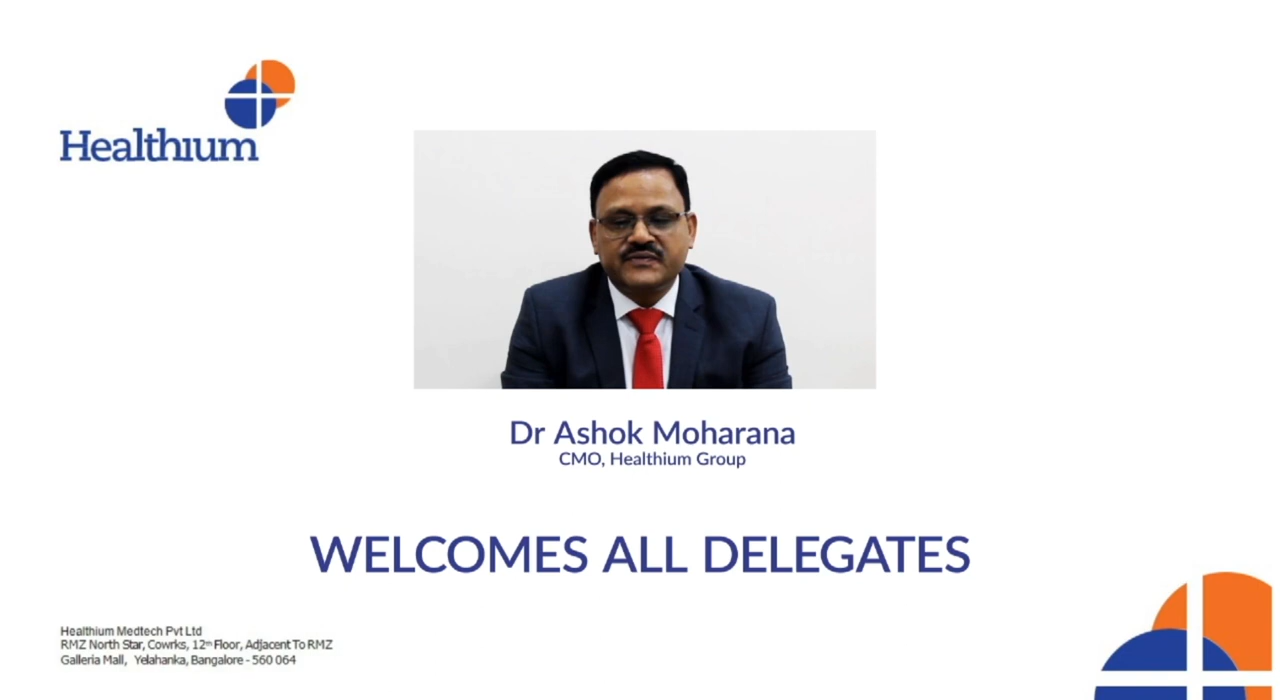 Healthium
Dr Ashok Moharana
CMO, Healthium Group
WELCOMES ALL DELEGATES
Healthium Medtech Pvt Ltd
RMZ North Star, Cowrks, 12th Floor, Adjacent To RMZ
Galleria Mall, Yelahanka, Bangalore - 560 064